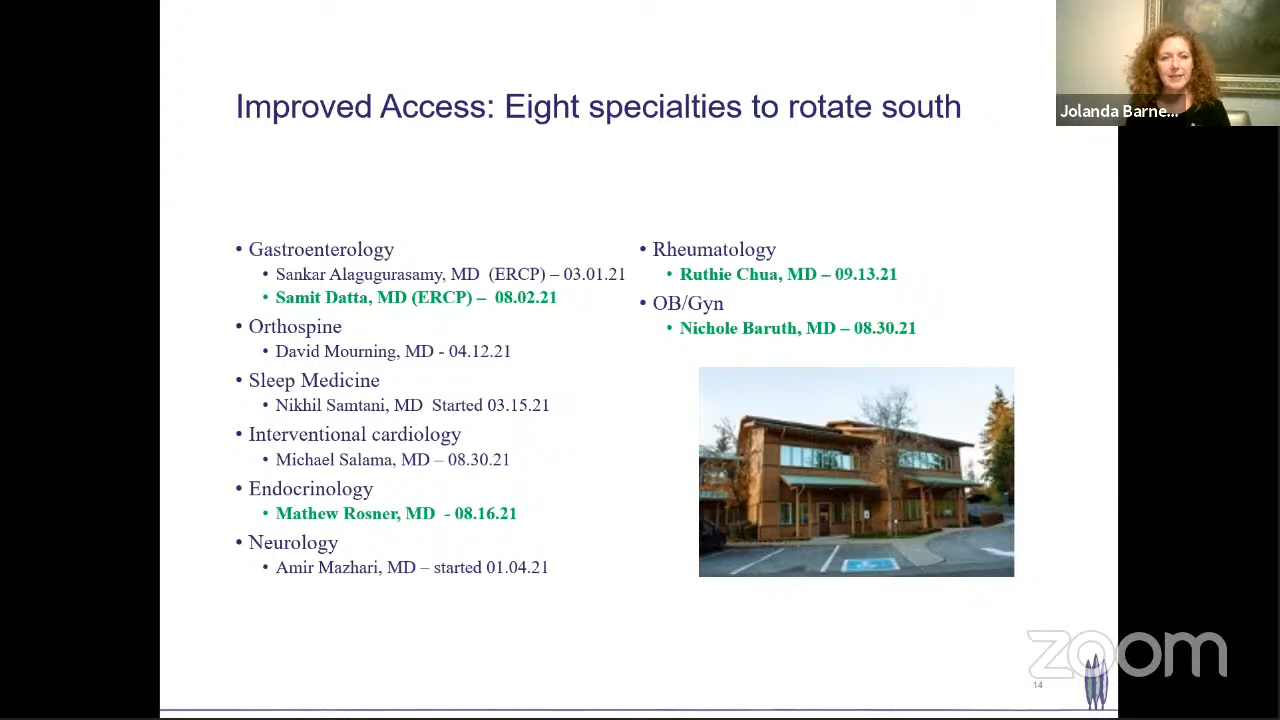 Improved Access: Eight specialties to rotate south
Jolanda Barne...
• Gastroenterology
• Sankar Alagugurasamy, MD (ERCP) – 03.01.21
• Samit Datta, MD (ERCP) – 08.02.21
• Orthospine
• David Mourning, MD - 04.12.21
• Sleep Medicine
• Nikhil Samtani, MD Started 03.15.21
• Interventional cardiology
• Michael Salama, MD – 08.30.21
• Endocrinology
• Mathew Rosner, MD - 08.16.21
• Neurology
• Amir Mazhari, MD – started 01.04.21
• Rheumatology
• Ruthie Chua, MD – 09.13.21
• OB/Gyn
• Nichole Baruth, MD – 08.30.21
zoom
14